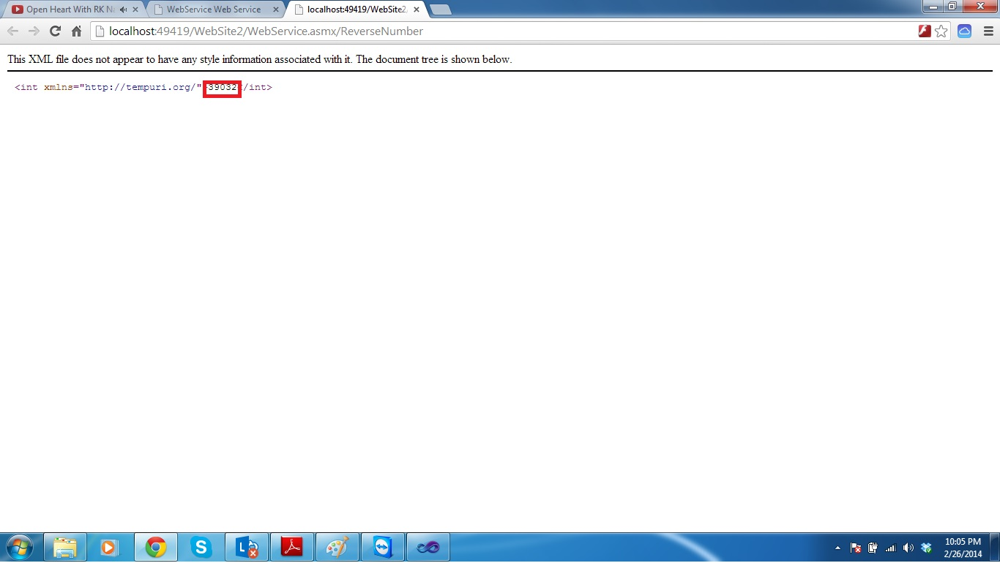 Open Heart With RK Na
WebService Web Service
localhost:49419/WebSite2/
localhost:49419/WebSite2/WebService.asmx/ReverseNumber
This XML file does not appear to have any style information associated with it. The document tree is shown below.
<int xmlns="http://tempuri.org/">39032</int>
10:05 PM
2/26/2014